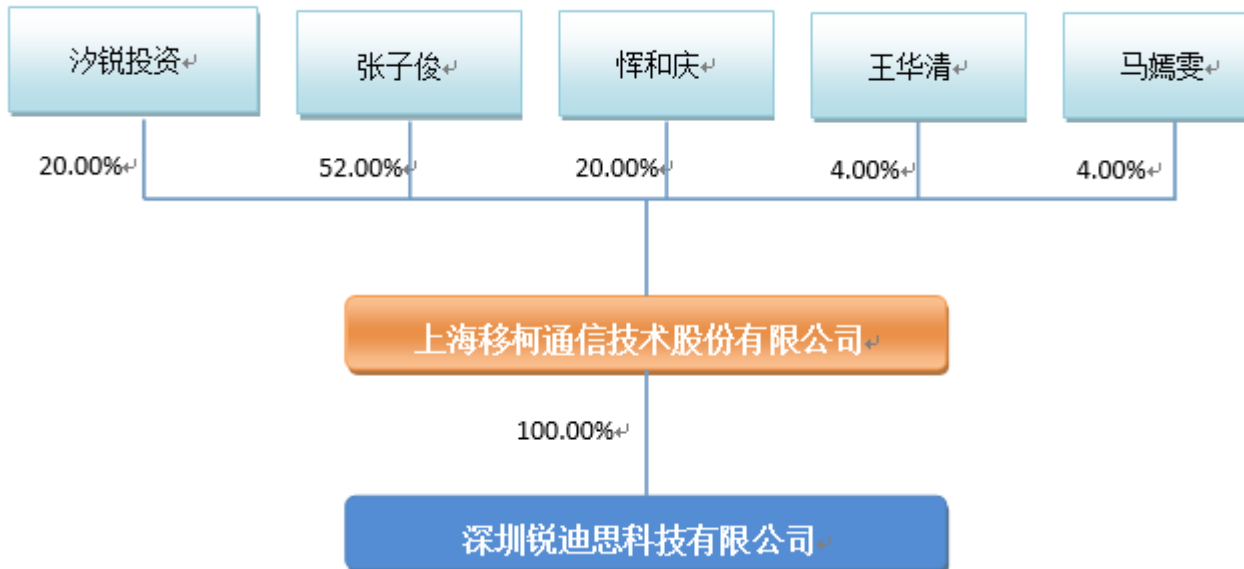 汐锐投资
张子俊
恽和庆
王华清
马嫣雯
20.00%
52.00%
20.00%
4.00%
4.00%
上海移柯通信技术股份有限公司
100.00%
深圳锐迪思科技有限公司